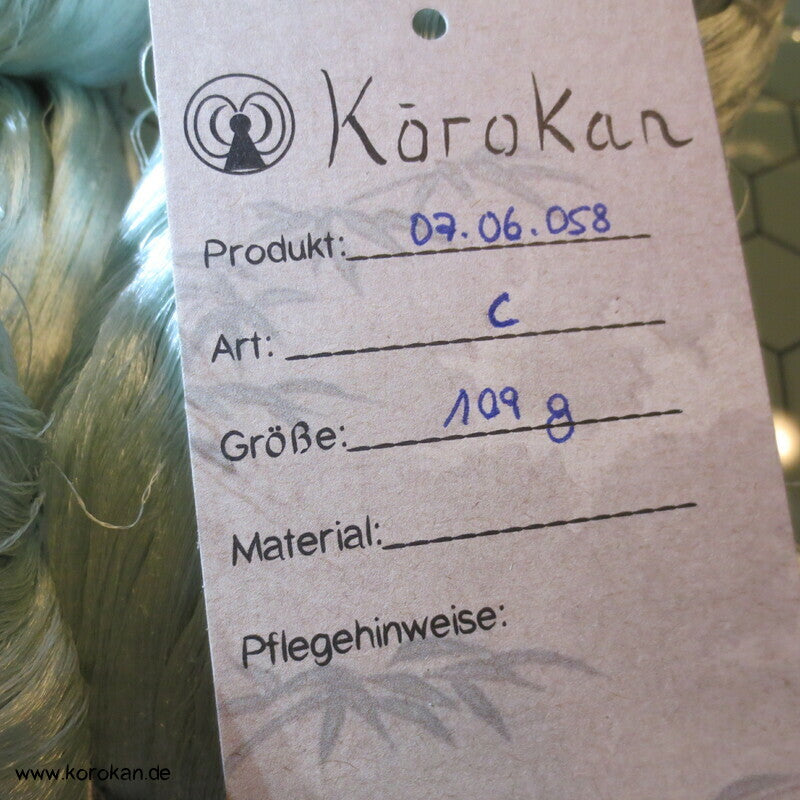 Kōrokan
Produkt: 07.06.058
Art: C
Größe: 109 g
Material:
Pflegehinweise:
www.korokan.de